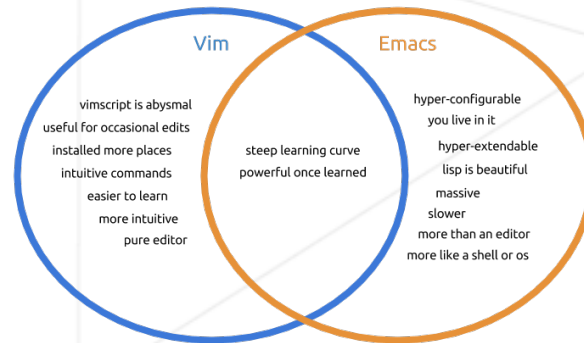 Vim
Emacs
vimscript is abysmal
useful for occasional edits
installed more places
intuitive commands
easier to learn
more intuitive
pure editor
steep learning curve
powerful once learned
hyper-configurable
you live in it
hyper-extendable
lisp is beautiful
massive
slower
more than an editor
more like a shell or os